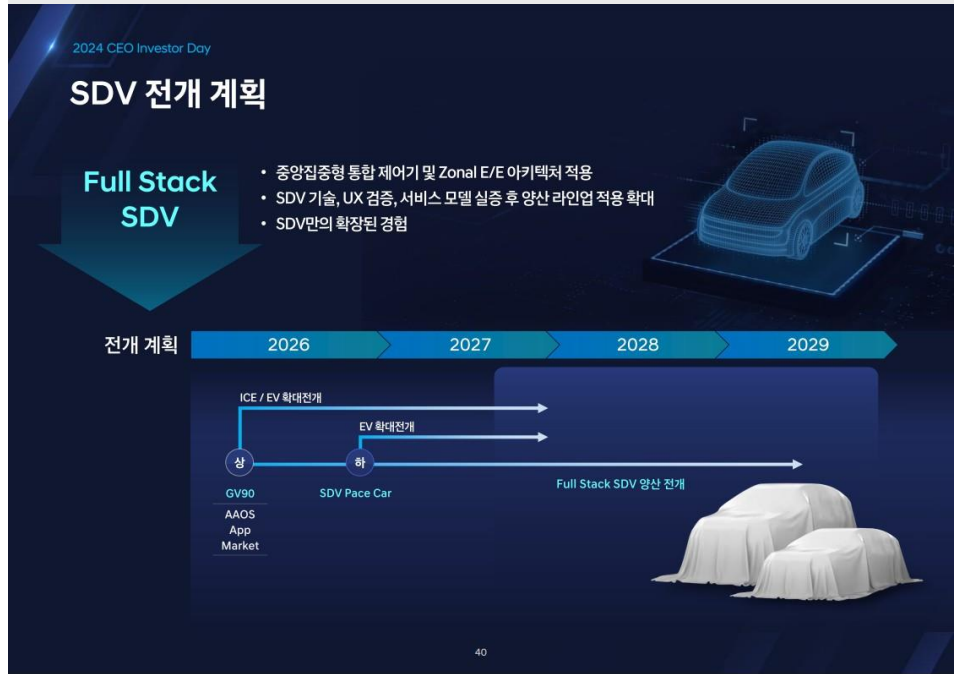 2024 CEO Investor Day
SDV 전개 계획
Full Stack
SDV
• 중앙집중형 통합 제어기 및 Zonal E/E 아키텍처 적용
• SDV 기술, UX 검증, 서비스 모델 실증 후 양산 라인업 적용 확대
• SDV만의 확장된 경험
전개 계획
2026
2027
2028
2029
ICE / EV 확대전개
EV 확대전개
상
하
GV90
SDV Pace Car
Full Stack SDV 양산 전개
AAOS
App
Market
40